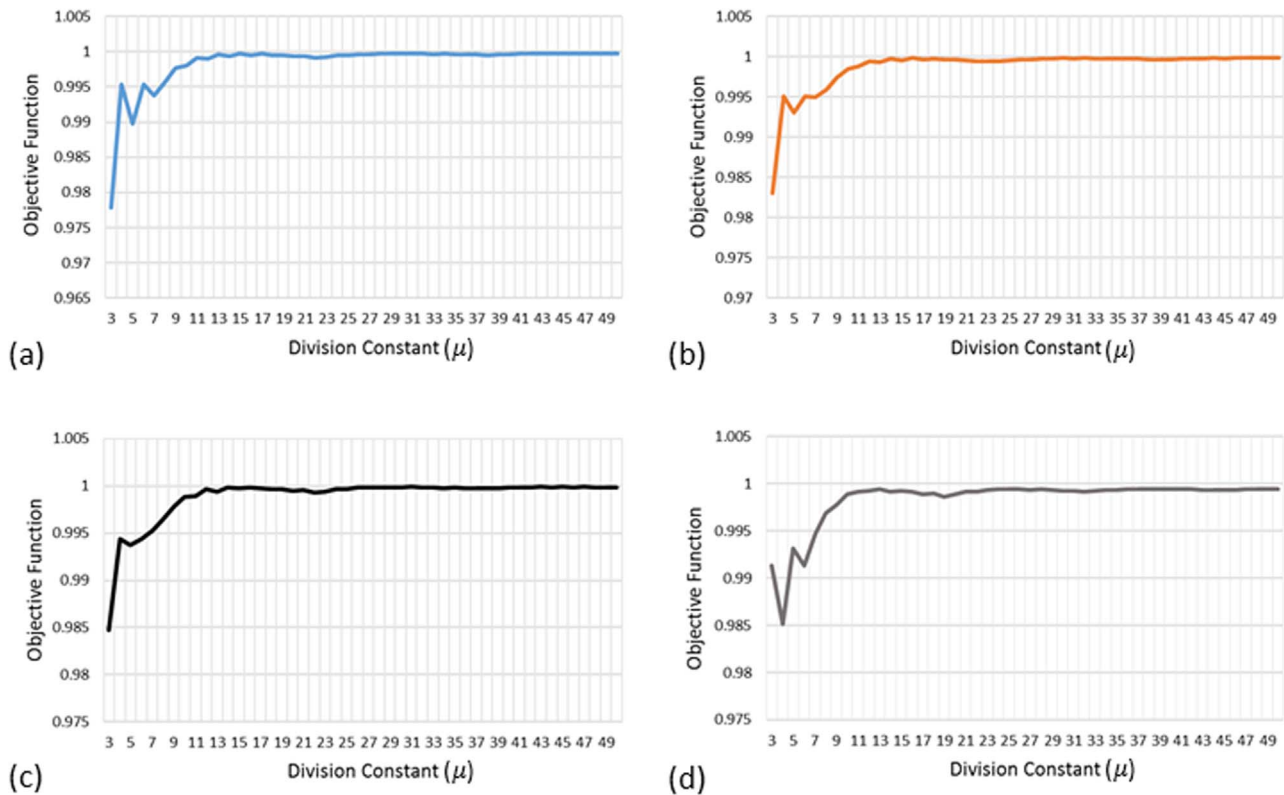 1.005
1
0.995
0.99
0.985
0.98
0.975
0.97
0.965
Objective Function
3 5 7 9 11 13 15 17 19 21 23 25 27 29 31 33 35 37 39 41 43 45 47 49
Division Constant (μ)
(a)
1.005
1
0.995
0.99
0.985
0.98
0.975
0.97
Objective Function
3 5 7 9 11 13 15 17 19 21 23 25 27 29 31 33 35 37 39 41 43 45 47 49
Division Constant (μ)
(b)
1.005
1
0.995
0.99
0.985
0.98
0.975
Objective Function
3 5 7 9 11 13 15 17 19 21 23 25 27 29 31 33 35 37 39 41 43 45 47 49
Division Constant (μ)
(c)
1.005
1
0.995
0.99
0.985
0.98
0.975
Objective Function
3 5 7 9 11 13 15 17 19 21 23 25 27 29 31 33 35 37 39 41 43 45 47 49
Division Constant (μ)
(d)